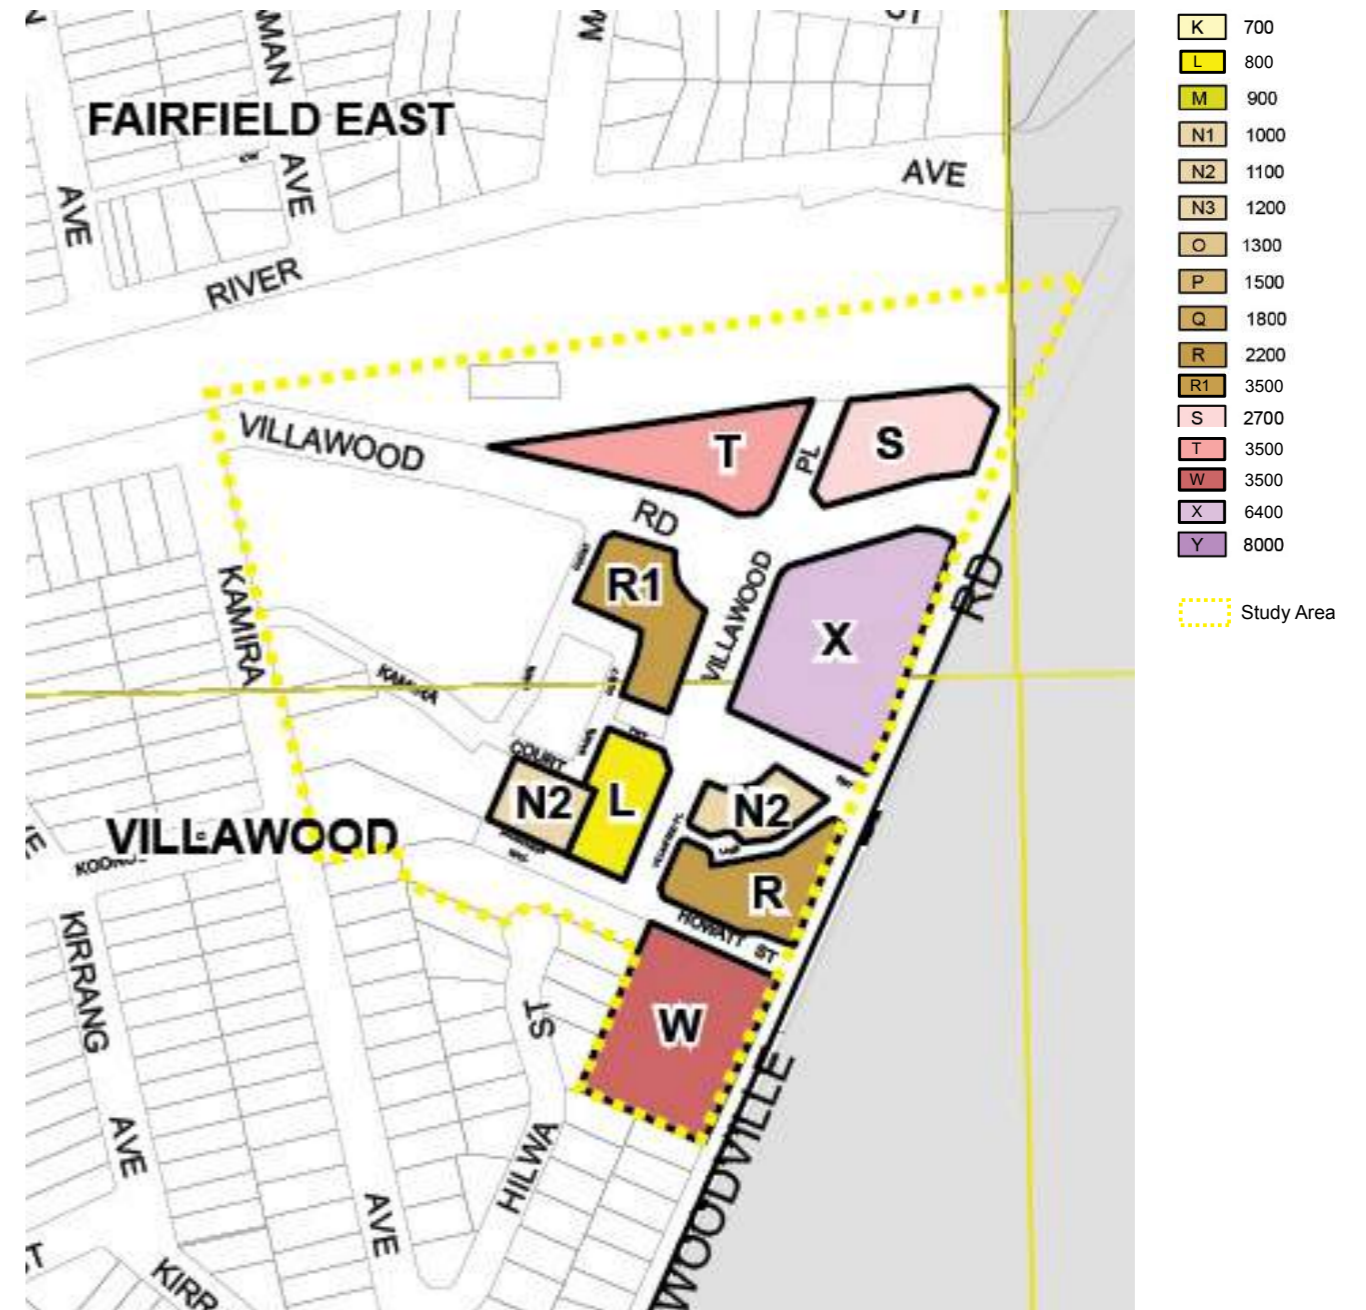 MAN
FAIRFIELD EAST
AVE
AVE
AVE
RIVER
VILLAWOOD
RD
PL
T
S
KAMIRA
R1
VILLAWOOD
X
RD
KAMIRA
COURT
N2
L
N2
VILLAWOOD
R
HOWATT
ST
W
KIRRANG
AVE
ST
HILWA
AVE
WOODVILLE
KIRR
K 700
L 800
M 900
N1 1000
N2 1100
N3 1200
O 1300
P 1500
Q 1800
R 2200
R1 3500
S 2700
T 3500
W 3500
X 6400
Y 8000
Study Area